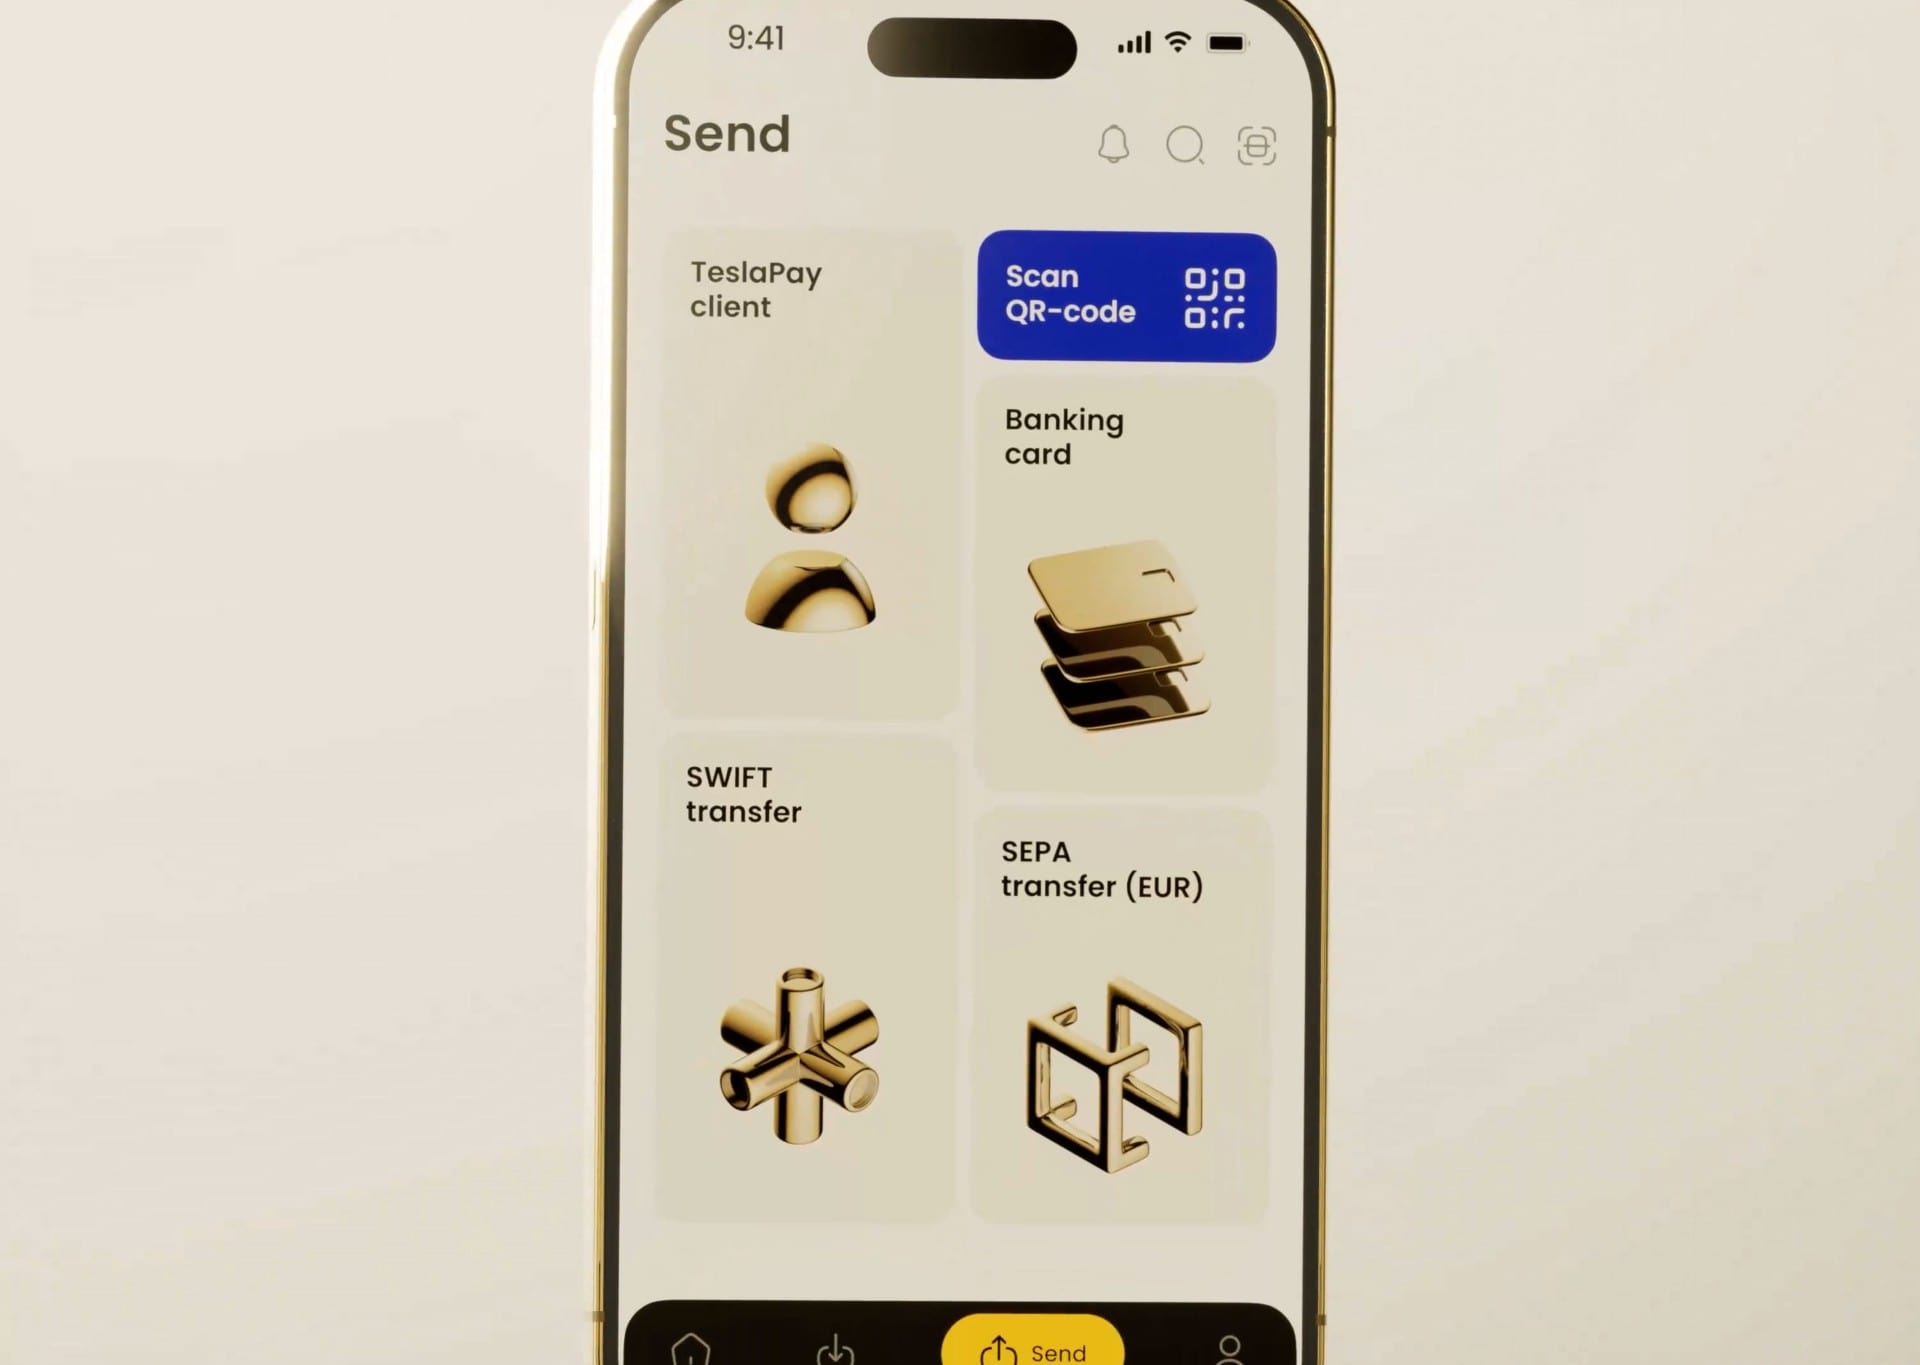 9:41
Send
TeslaPay
client
Scan
QR-code
Banking
card
SWIFT
transfer
SEPA
transfer (EUR)
Send